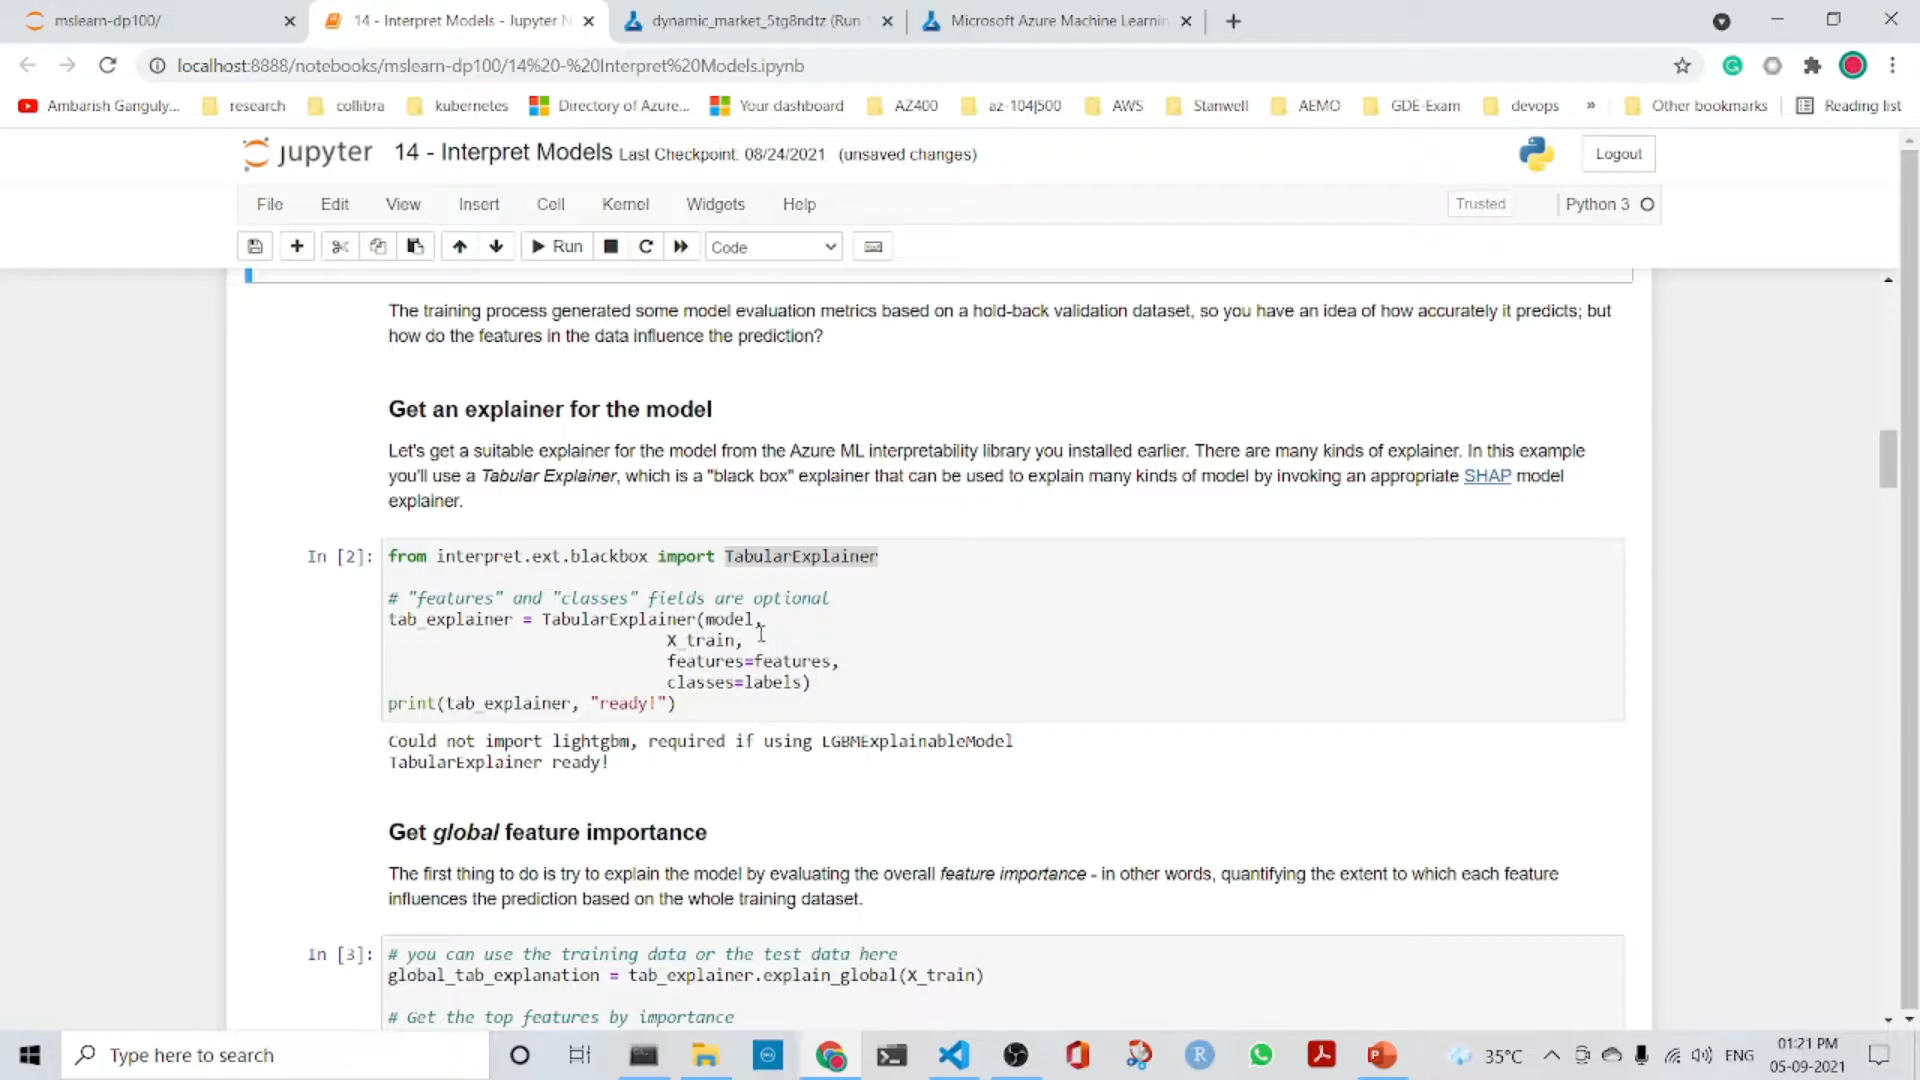 mslearn-dp100/
14 - Interpret Models - Jupyter N
dynamic_market_5tg8ndtz (Run
Microsoft Azure Machine Learnin
localhost:8888/notebooks/mslearn-dp100/14%20-%20Interpret%20Models.ipynb
Ambarish Ganguly... research collibra kubernetes Directory of Azure... Your dashboard AZ400 az-104|500 AWS Stanwell AEMO GDE-Exam devops » Other bookmarks Reading list
jupyter 14 - Interpret Models Last Checkpoint: 08/24/2021 (unsaved changes) Logout
File Edit View Insert Cell Kernel Widgets Help Trusted Python 3
Run Code
The training process generated some model evaluation metrics based on a hold-back validation dataset, so you have an idea of how accurately it predicts; but
how do the features in the data influence the prediction?
Get an explainer for the model
Let's get a suitable explainer for the model from the Azure ML interpretability library you installed earlier. There are many kinds of explainer. In this example
you'll use a Tabular Explainer, which is a "black box" explainer that can be used to explain many kinds of model by invoking an appropriate SHAP model
explainer.
In [2]: from interpret.ext.blackbox import TabularExplainer
# "features" and "classes" fields are optional
tab_explainer = TabularExplainer(model,
X_train,
features=features,
classes=labels)
print(tab_explainer, "ready!")
Could not import lightgbm, required if using LGBMExplainableModel
TabularExplainer ready!
Get global feature importance
The first thing to do is try to explain the model by evaluating the overall feature importance - in other words, quantifying the extent to which each feature
influences the prediction based on the whole training dataset.
In [3]: # you can use the training data or the test data here
global_tab_explanation = tab_explainer.explain_global(X_train)
# Get the top features by importance
Type here to search
35°C
ENG
01:21 PM
05-09-2021